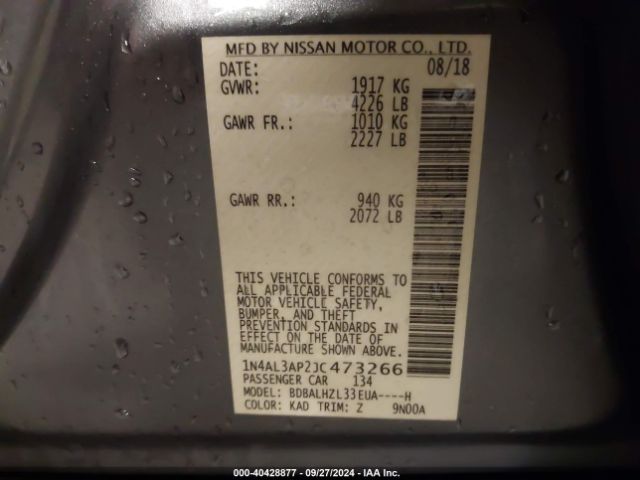 MFD BY NISSAN MOTOR CO., LTD.
DATE: 08/18
GVWR: 1917 KG
4226 LB
GAWR FR.: 1010 KG
2227 LB
GAWR RR.: 940 KG
2072 LB
THIS VEHICLE CONFORMS TO
ALL APPLICABLE FEDERAL
MOTOR VEHICLE SAFETY,
BUMPER, AND THEFT
PREVENTION STANDARDS IN
EFFECT ON THE DATE OF
MANUFACTURE SHOWN ABOVE.
1N4AL3AP2JC473266
PASSENGER CAR 134
MODEL: BDBALHZL33EUA----H
COLOR: KAD TRIM: Z 9N00A
000-40428877 - 09/27/2024 - IAA, Inc.